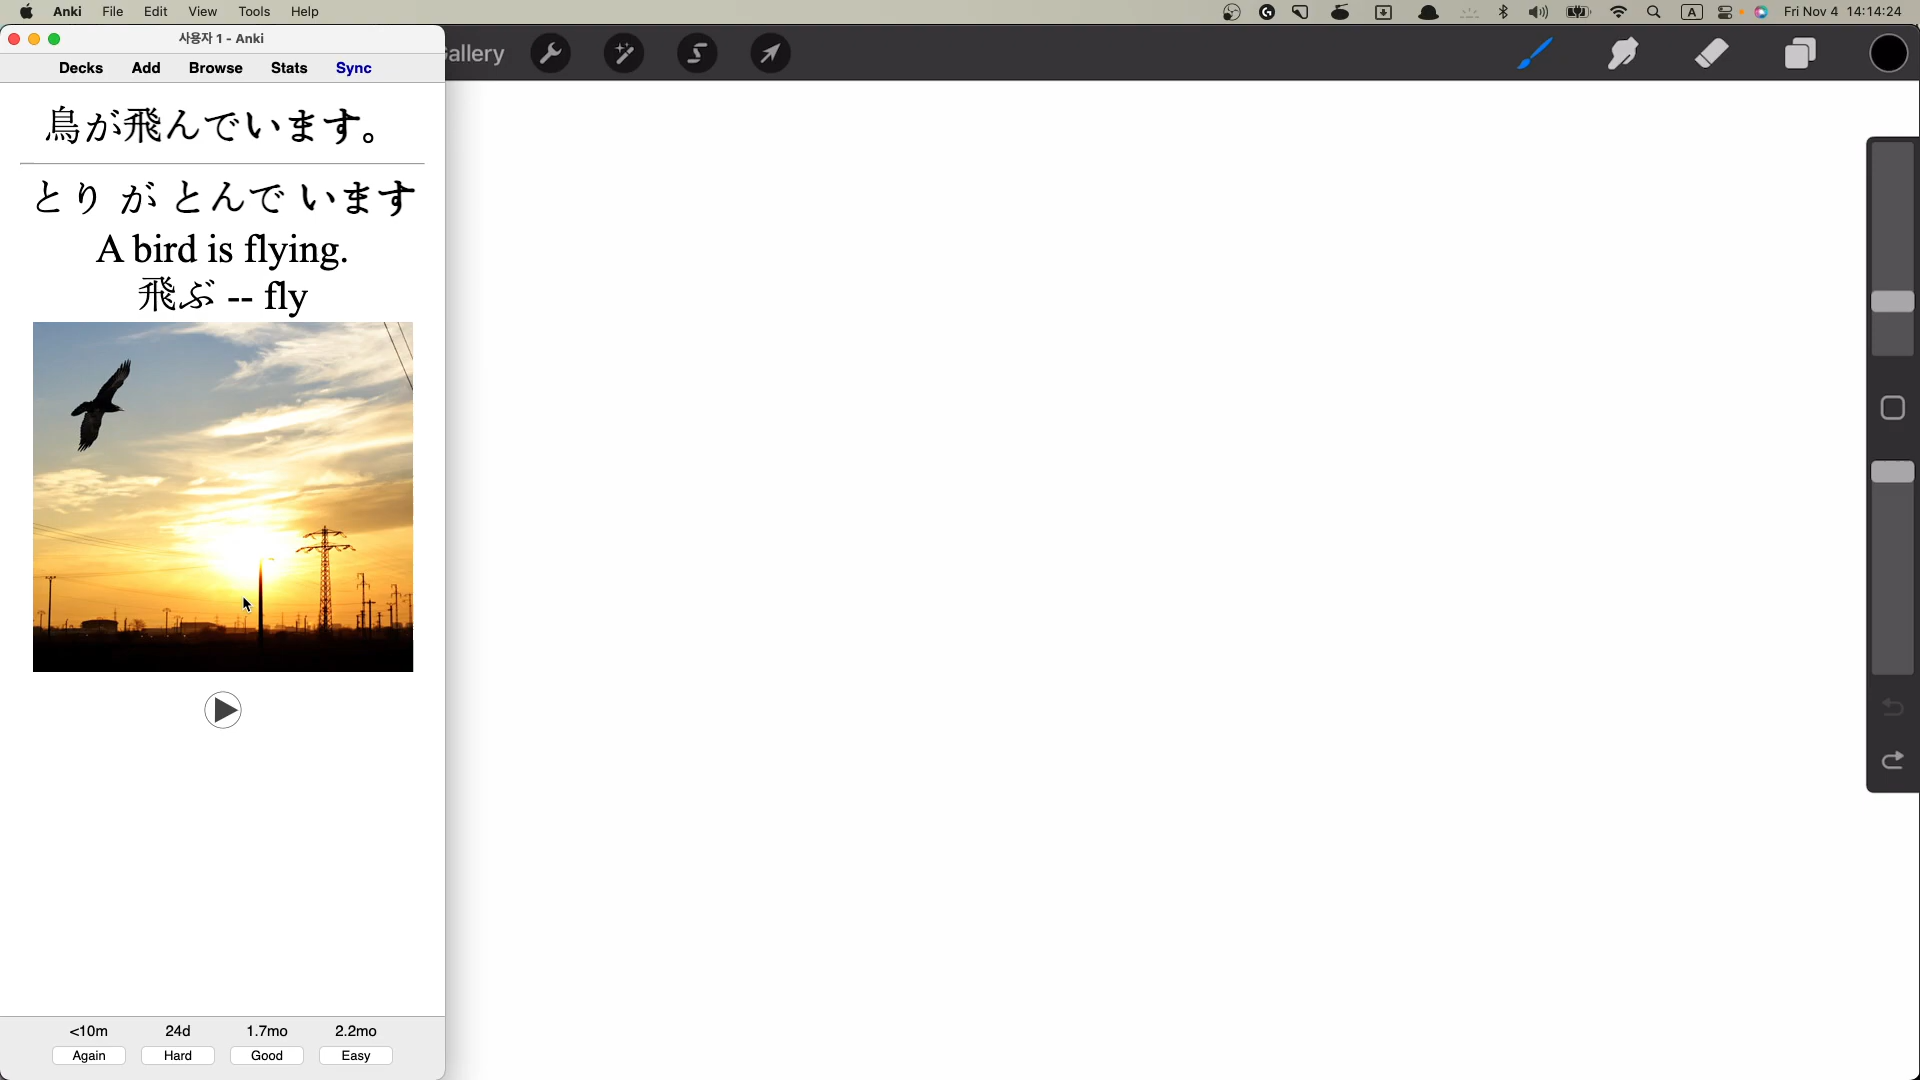 Anki File Edit View Tools Help
A Fri Nov 4 14:14:24
사용자 1 - Anki
Decks Add Browse Stats Sync
allery
鳥が飛んでいます。
とり が とんで います
A bird is flying.
飛ぶ -- fly
<10m 24d 1.7mo 2.2mo
Again Hard Good Easy